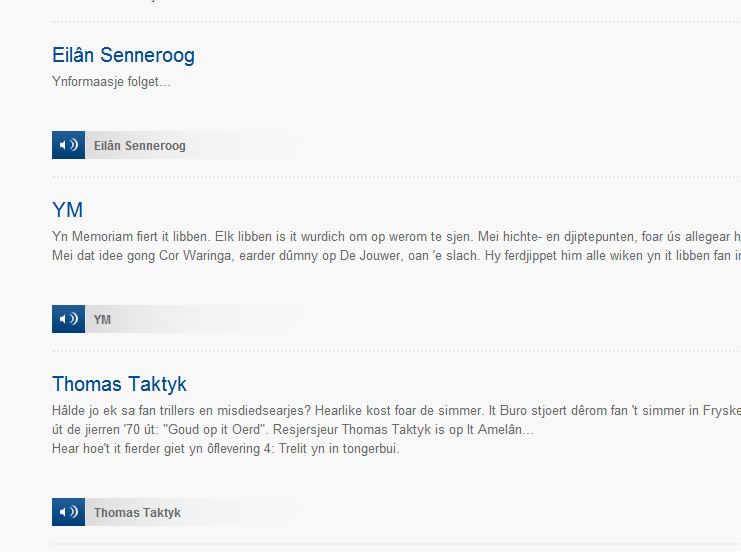 Eilân Senneroog
Ynformaasje folget...
Eilân Senneroog
YM
Yn Memoriam fiert it libben. Elk libben is it wurdich om op werom te sjen. Mei hichte- en djiptepunten, foar ús allegear
Mei dat idee gong Cor Waringa, earder dûmny op De Jouwer, oan 'e slach. Hy ferdjippet him alle wiken yn it libben fan
YM
Thomas Taktyk
Hâlde jo ek sa fan trillers en misdiedsearjes? Hearlike kost foar de simmer. It Buro stjoert dêrom fan 't simmer in Fryske
út de jierren '70 út: "Goud op it Oerd". Resjersjeur Thomas Taktyk is op It Amelân...
Hear hoe't it fierder giet yn ôflevering 4: Trelit yn in tongerbui.
Thomas Taktyk